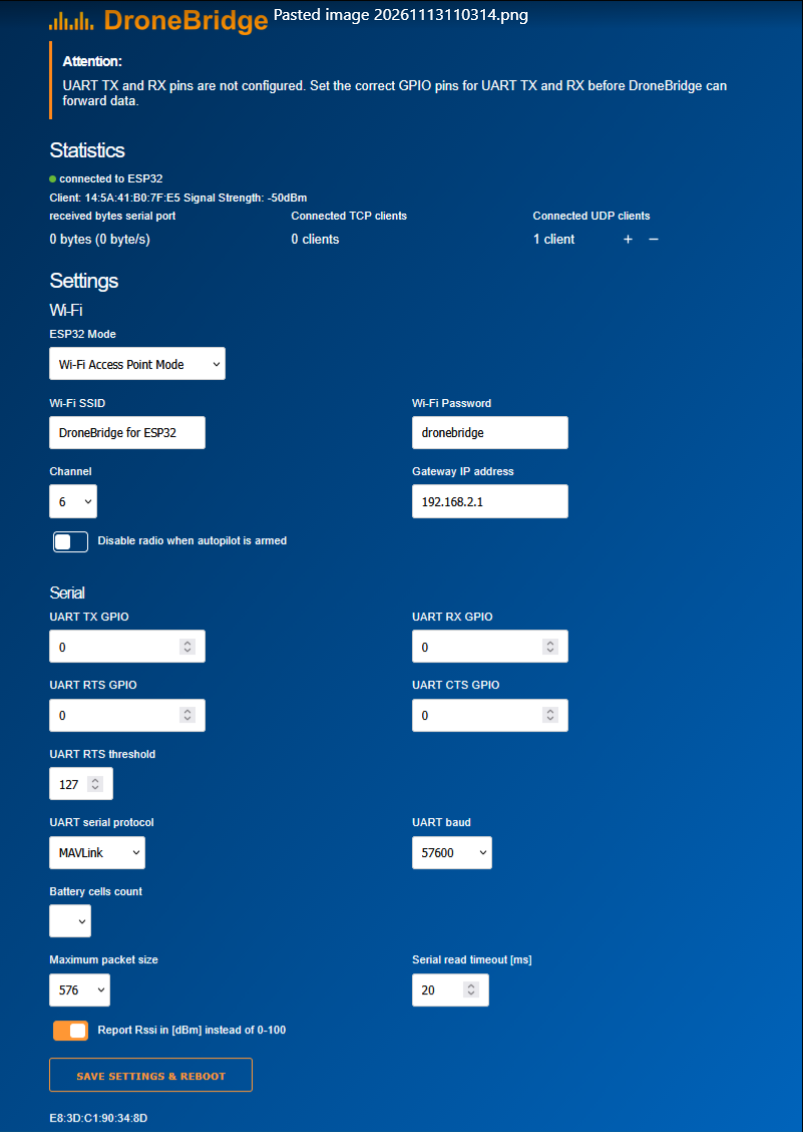 DroneBridge
Pasted image 20261113110314.png
Attention:
UART TX and RX pins are not configured. Set the correct GPIO pins for UART TX and RX before DroneBridge can
forward data.
Statistics
connected to ESP32
Client: 14:5A:41:B0:7F:E5 Signal Strength: -50dBm
received bytes serial port Connected TCP clients Connected UDP clients
0 bytes (0 byte/s) 0 clients 1 client + −
Settings
Wi-Fi
ESP32 Mode
Wi-Fi Access Point Mode
Wi-Fi SSID Wi-Fi Password
DroneBridge for ESP32 dronebridge
Channel Gateway IP address
6 192.168.2.1
Disable radio when autopilot is armed
Serial
UART TX GPIO UART RX GPIO
0 0
UART RTS GPIO UART CTS GPIO
0 0
UART RTS threshold
127
UART serial protocol UART baud
MAVLink 57600
Battery cells count
Maximum packet size Serial read timeout [ms]
576 20
Report Rssi in [dBm] instead of 0-100
SAVE SETTINGS & REBOOT
E8:3D:C1:90:34:8D